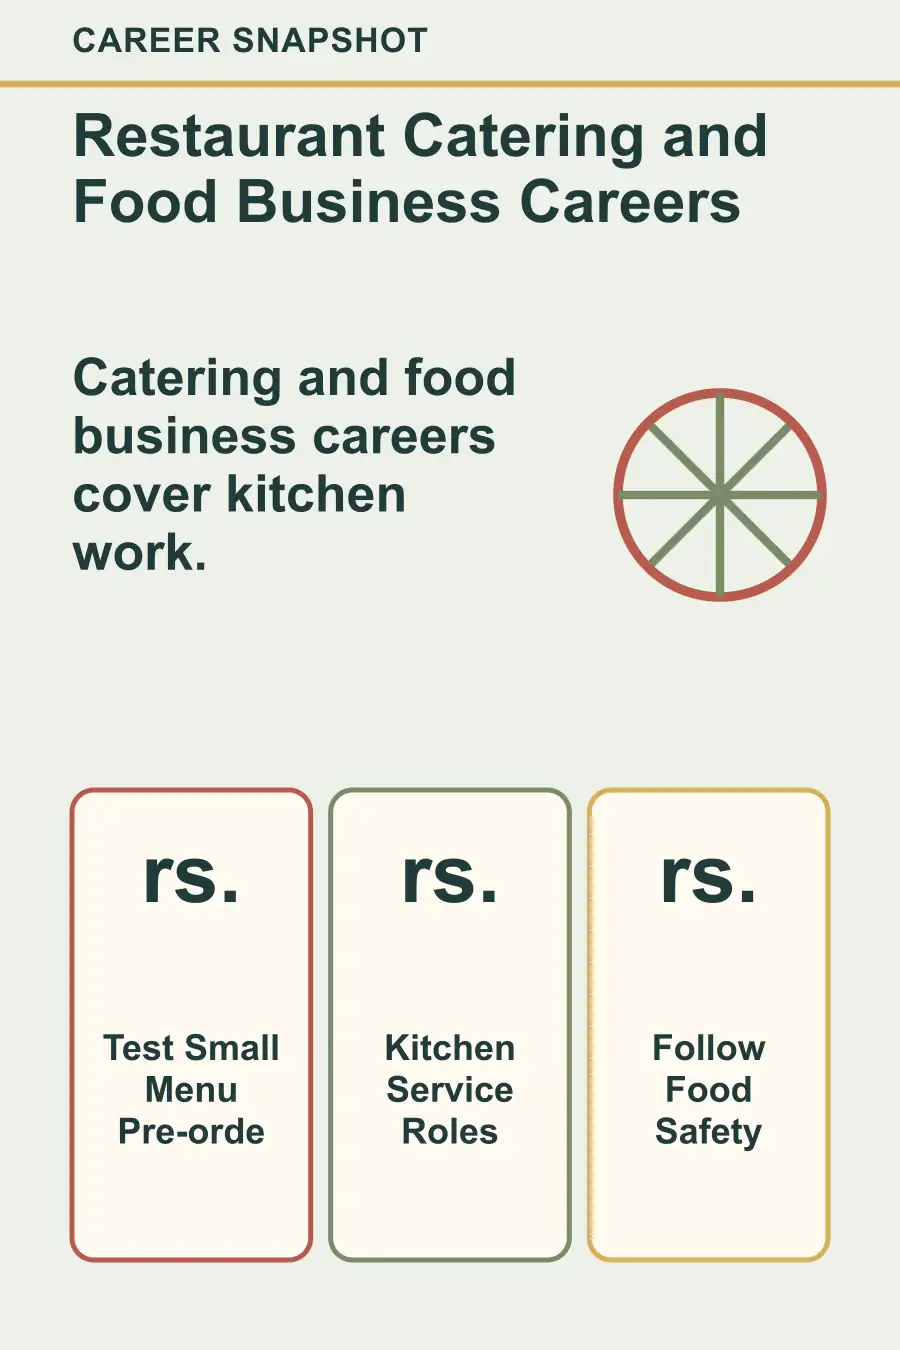 CAREER SNAPSHOT
Restaurant Catering and
Food Business Careers
Catering and food
business careers
cover kitchen
work.
rs.
Test Small
Menu
Pre-orde
rs.
Kitchen
Service
Roles
rs.
Follow
Food
Safety